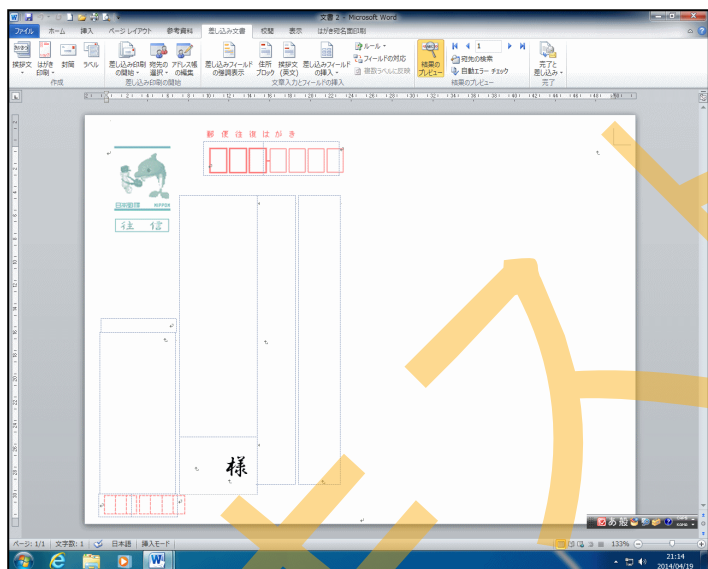 文書 2 - Microsoft Word
ファイル ホーム 挿入 ページ レイアウト 参考資料 差し込み文書 校閲 表示 はがき宛名面印刷
挨拶文 はがき印刷 封筒 ラベル
作成
差し込み印刷の開始 宛先の選択 アドレス帳の編集
差し込み印刷の開始
差し込みフィールドの強調表示 住所ブロック 挨拶文(英文) 差し込みフィールドの挿入
ルール
フィールドの対応
複数ラベルに反映
文章入力とフィールドの挿入
結果のプレビュー
1
宛先の検索
自動エラー チェック
結果のプレビュー
完了と差し込み
完了
郵便往復はがき
日本郵便 NIPPON
往信
様
あ 般
ページ: 1/1 文字数: 1 日本語 挿入モード
133%
21:14
2014/04/19